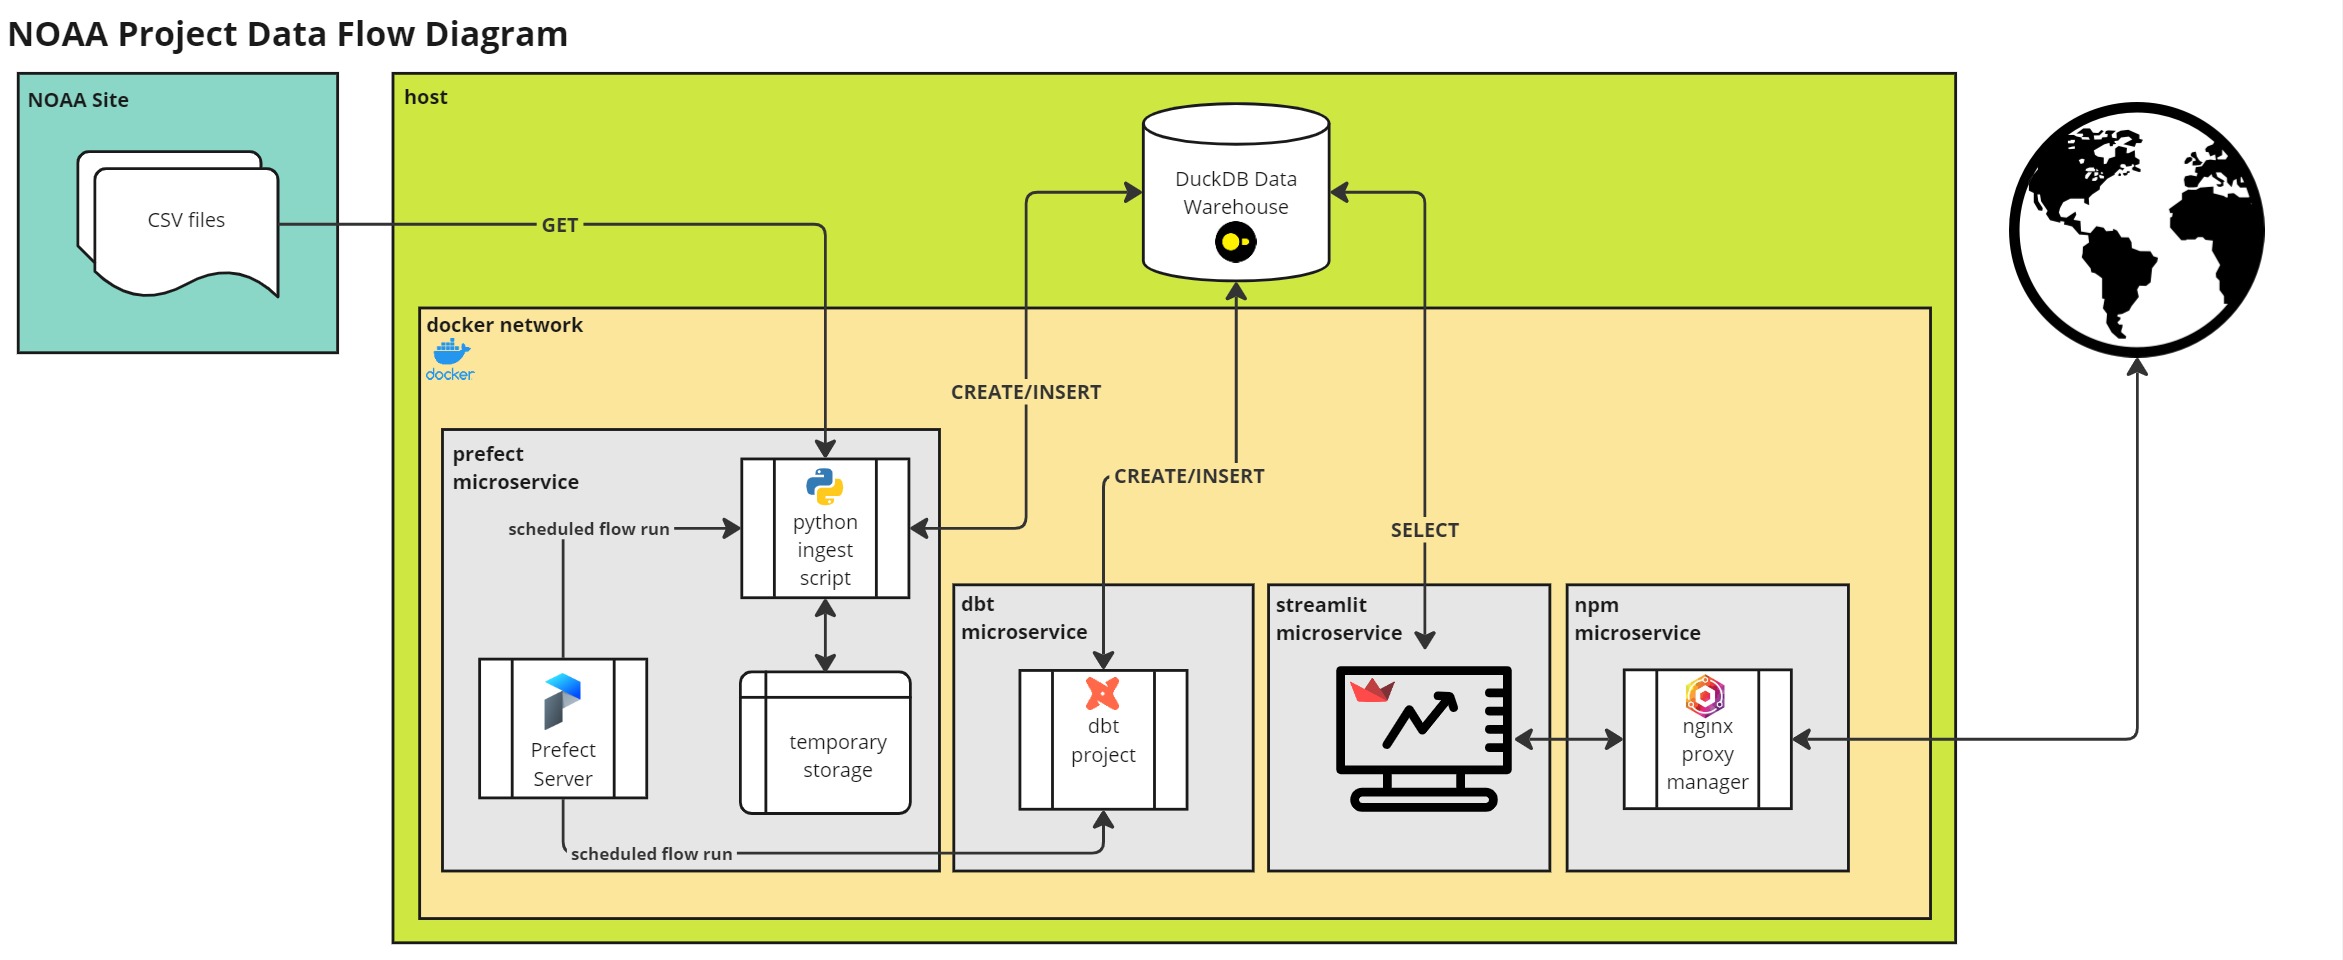 NOAA Project Data Flow Diagram
NOAA Site
CSV files
host
GET
DuckDB Data
Warehouse
docker network
docker
CREATE/INSERT
prefect
microservice
scheduled flow run
python
ingest
script
Prefect
Server
temporary
storage
scheduled flow run
CREATE/INSERT
dbt
microservice
dbt
project
SELECT
streamlit
microservice
npm
microservice
nginx
proxy
manager